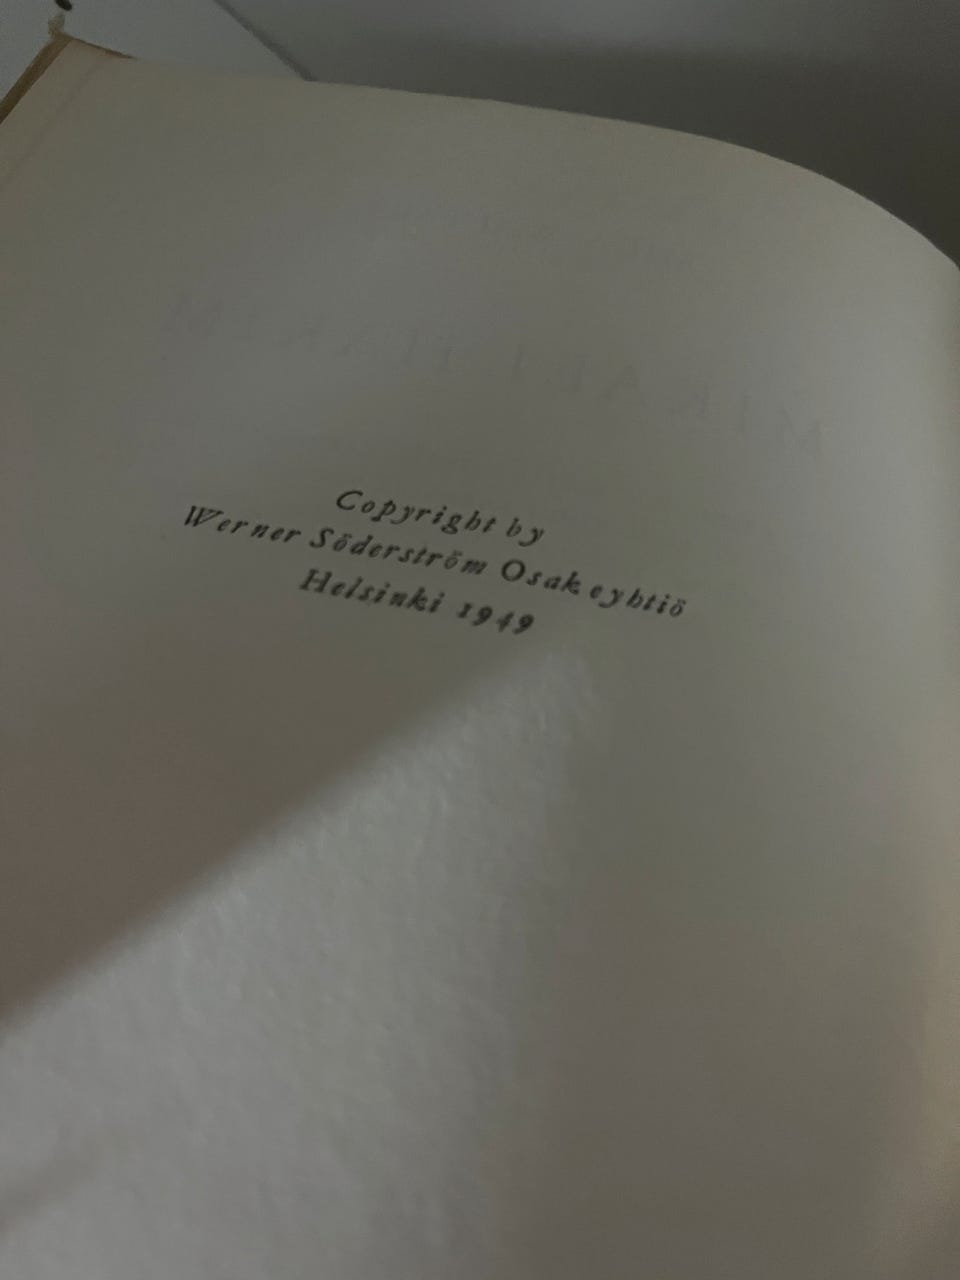 Copyright by
Werner Söderström Osakeyhtiö
Helsinki 1949